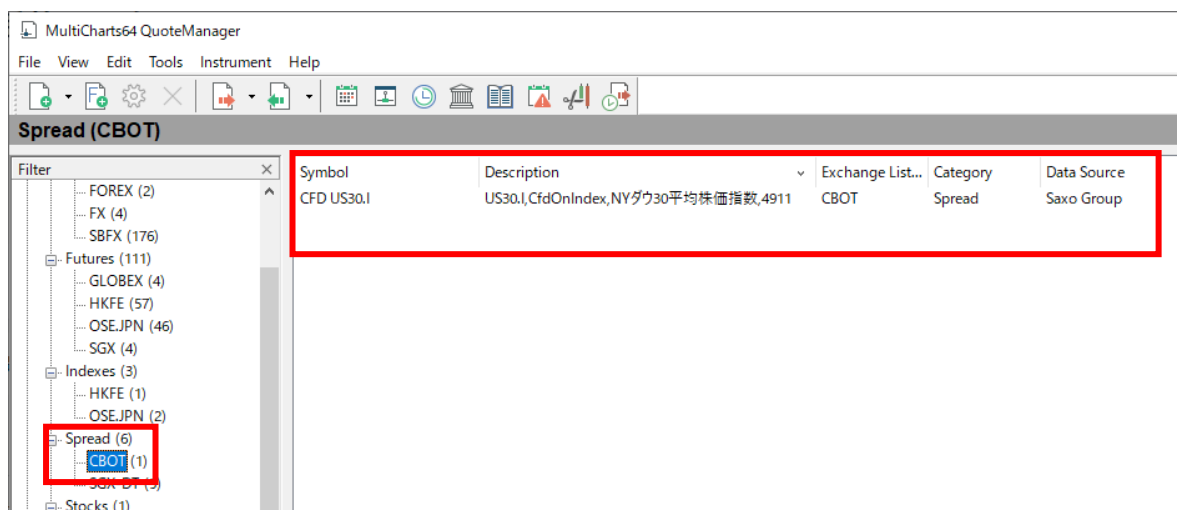 MultiCharts64 QuoteManager
File View Edit Tools Instrument Help
Spread (CBOT)
Filter
FOREX (2)
FX (4)
SBFX (176)
Futures (111)
GLOBEX (4)
HKFE (57)
OSE.JPN (46)
SGX (4)
Indexes (3)
HKFE (1)
OSE.JPN (2)
Spread (6)
CBOT (1)
SGX-DT (5)
Stocks (1)
Symbol Description Exchange List... Category Data Source
CFD US30.I US30.I,CfdOnIndex,NYダウ30平均株価指数,4911 CBOT Spread Saxo Group